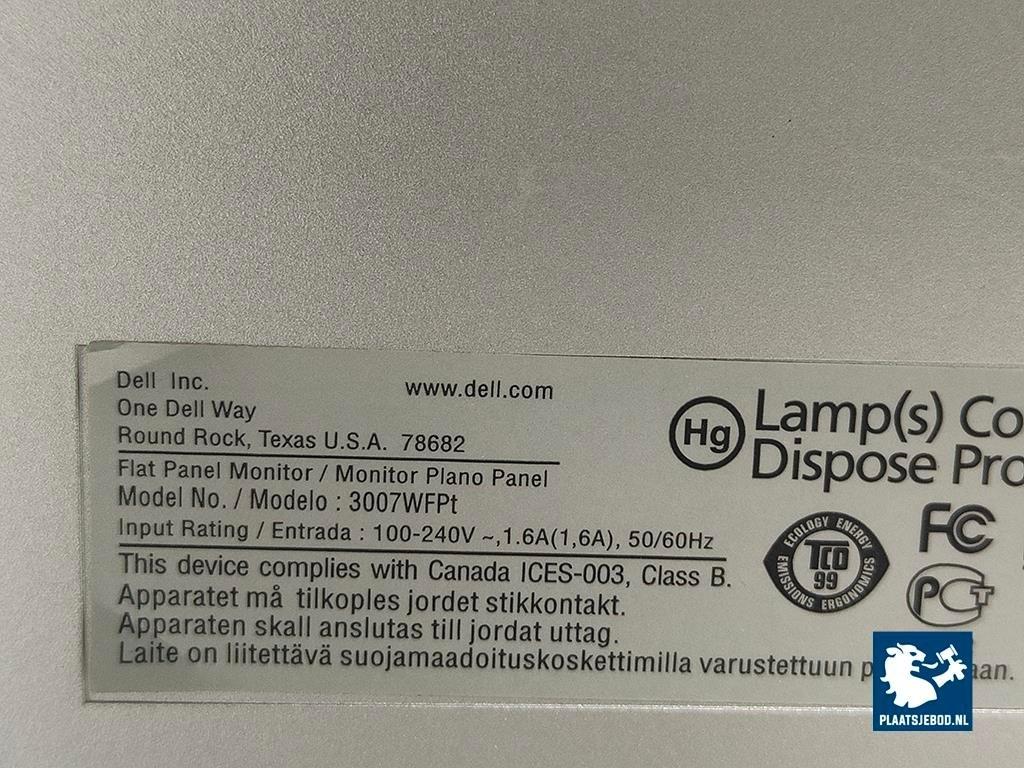 Dell Inc.
One Dell Way
Round Rock, Texas U.S.A. 78682
www.dell.com
Flat Panel Monitor / Monitor Plano Panel
Model No. / Modelo : 3007WFPt
Input Rating / Entrada : 100-240V ~,1.6A(1,6A), 50/60Hz
This device complies with Canada ICES-003, Class B.
Apparatet må tilkoples jordet stikkontakt.
Apparaten skall anslutas till jordat uttag.
Laite on liitettävä suojamaadoituskoskettimilla varustettuun
Hg
Lamp(s) Co
Dispose Pro
ECOLOGY ENERGY
TCO
99
EMISSIONS ERGONOMICS
FC
PCT
PLAATSJEBOD.NL